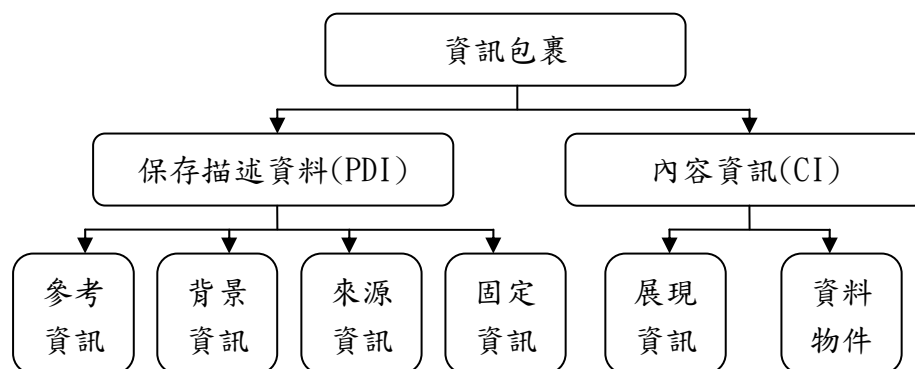 資訊包裹
保存描述資料(PDI)
內容資訊(CI)
參考
資訊
背景
資訊
來源
資訊
固定
資訊
展現
資訊
資料
物件